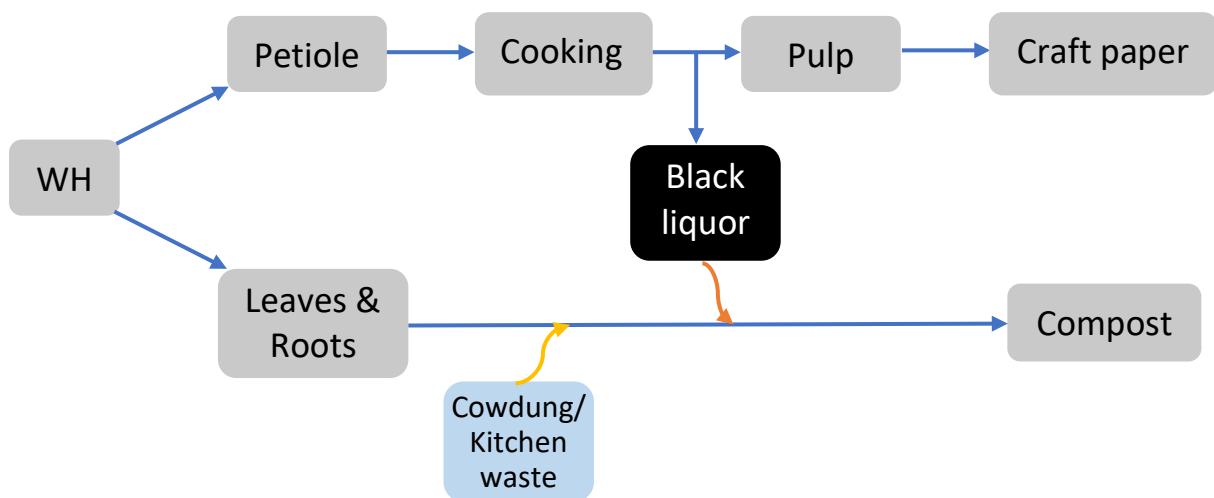 Petiole
Cooking
Pulp
Craft paper
WH
Black
liquor
Leaves &
Roots
Compost
Cowdung/
Kitchen
waste